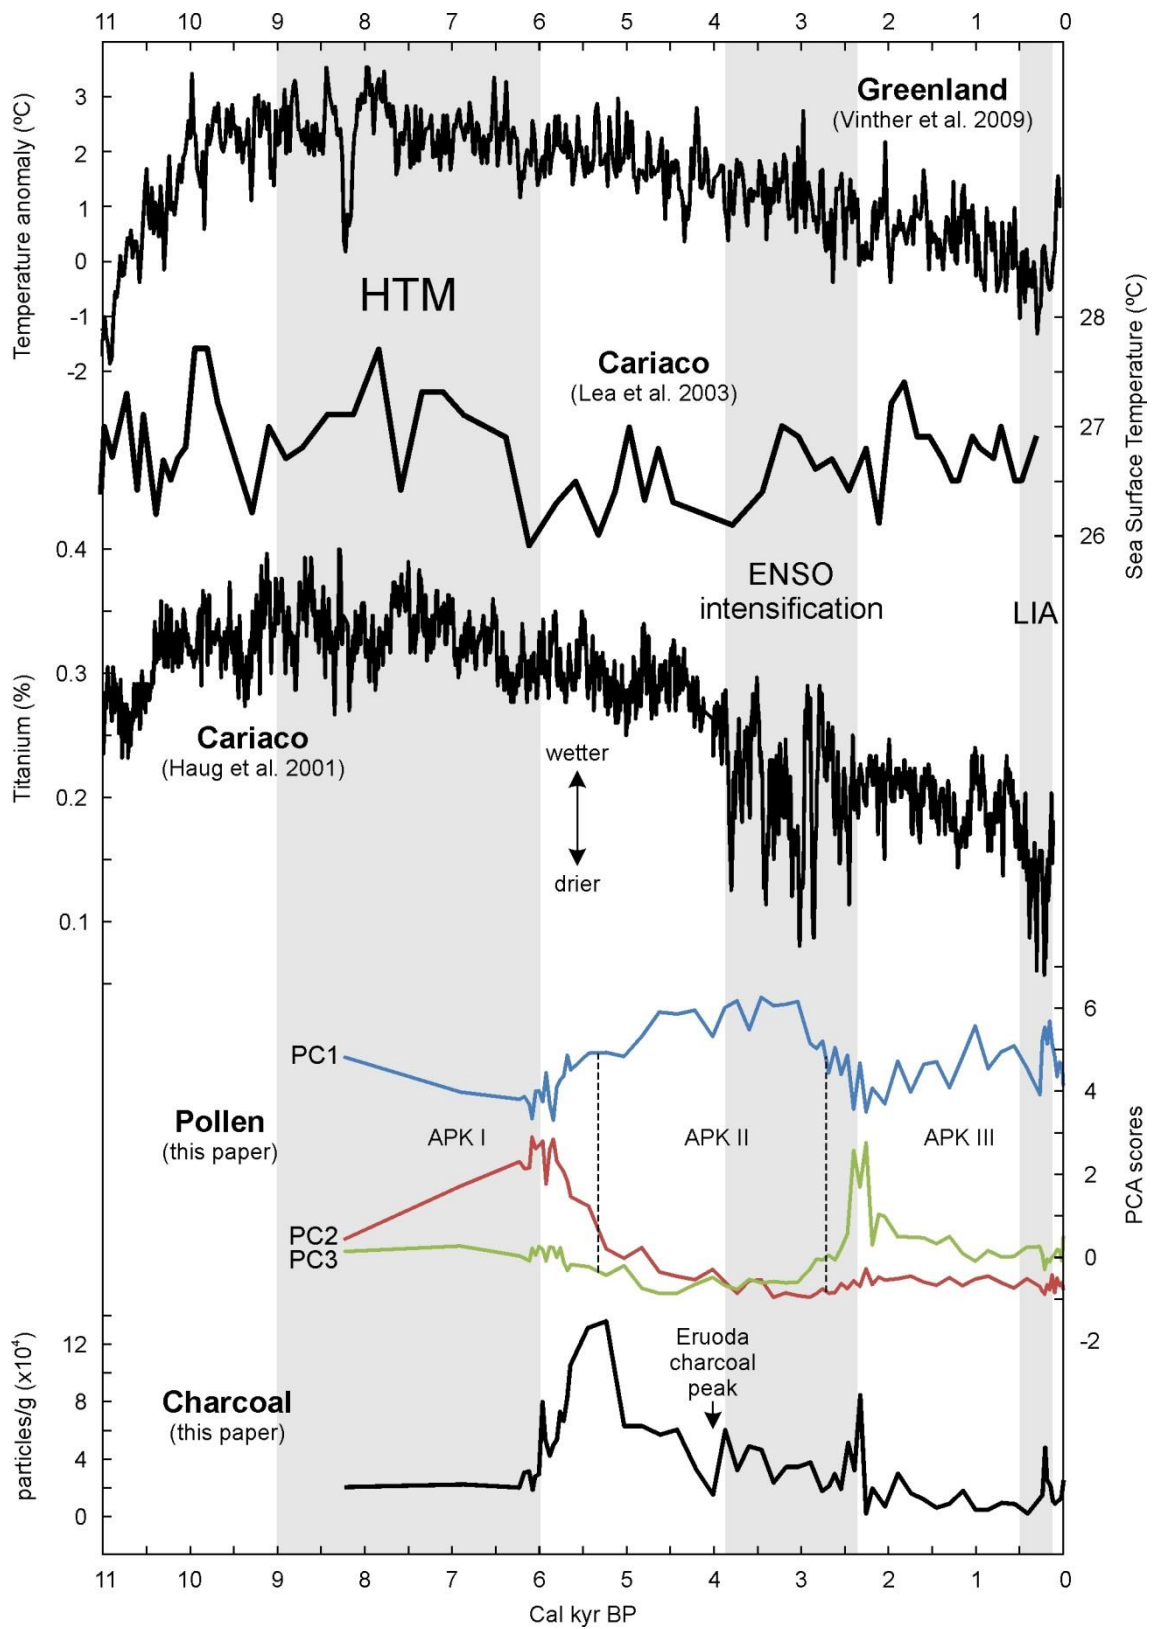 11 10 9 8 7 6 5 4 3 2 1 0
Temperature anomaly (ºC)
3
2
1
0
-1
-2
Greenland
(Vinther et al. 2009)
HTM
Cariaco
(Lea et al. 2003)
28
27
26
Sea Surface Temperature (ºC)
0.4
0.3
0.2
0.1
Titanium (%)
ENSO
intensification
LIA
Cariaco
(Haug et al. 2001)
wetter
drier
PC1
Pollen
(this paper)
PC2
PC3
APK I
APK II
APK III
6
4
2
0
-2
PCA scores
Eruoda
charcoal
peak
Charcoal
(this paper)
12
8
4
0
particles/g (x10⁴)
11 10 9 8 7 6 5 4 3 2 1 0
Cal kyr BP